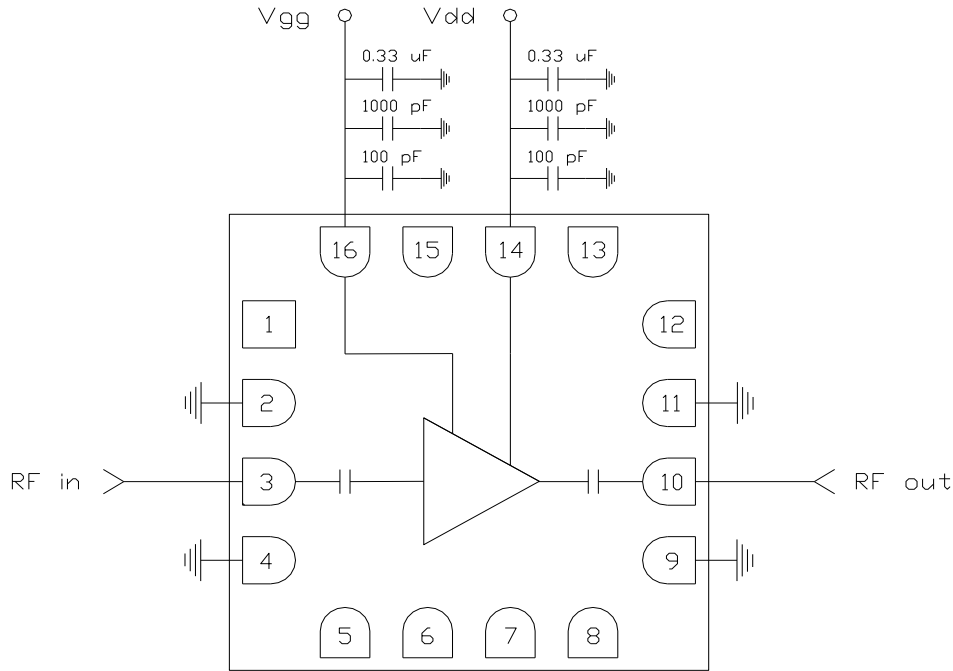 Vgg Vdd
0.33 uF 0.33 uF
1000 pF 1000 pF
100 pF 100 pF
16 15 14 13
1 12
2 11
RF in 3 10 RF out
4 9
5 6 7 8